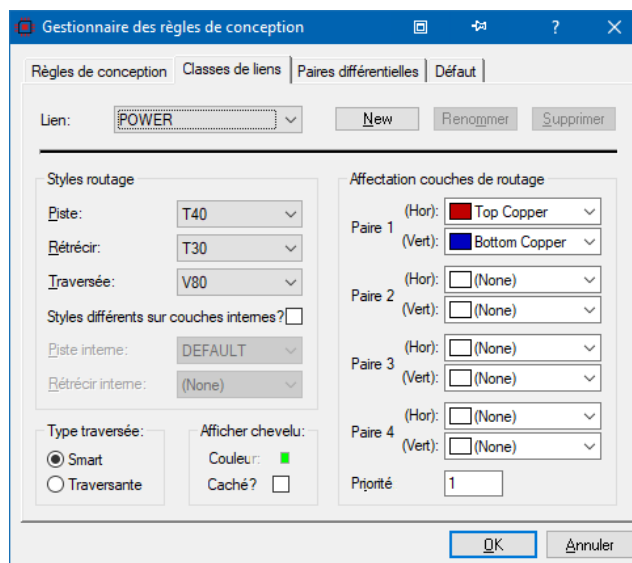 Gestionnaire des règles de conception ?
Règles de conception Classes de liens Paires différentielles Défaut
Lien: POWER New Renommer Supprimer
Styles routage
Piste: T40
Rétrécir: T30
Traversée: V80
Styles différents sur couches internes?
Piste interne: DEFAULT
Rétrécir interne: (None)
Type traversée:
Smart
Traversante
Afficher chevelu:
Couleur:
Caché?
Affectation couches de routage
Paire 1 (Hor): Top Copper
(Vert): Bottom Copper
Paire 2 (Hor): (None)
(Vert): (None)
Paire 3 (Hor): (None)
(Vert): (None)
Paire 4 (Hor): (None)
(Vert): (None)
Priorité 1
OK Annuler